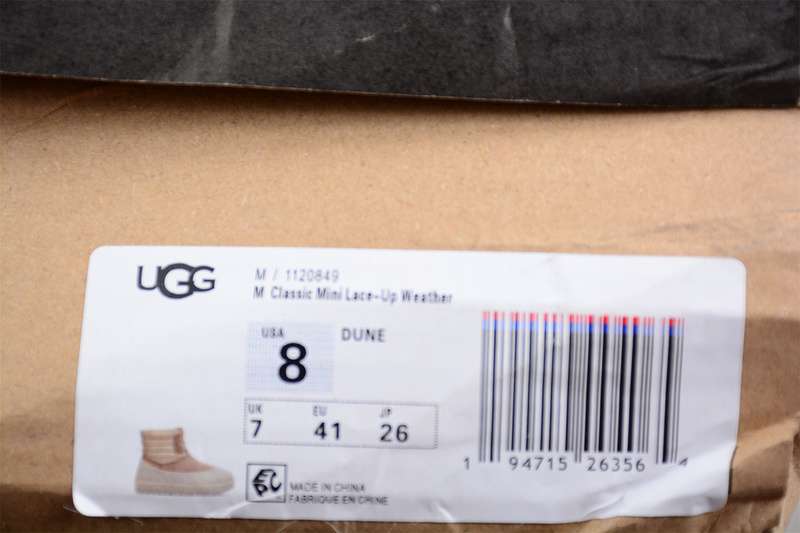 UGG
M / 1120849
M Classic Mini Lace-Up Weather
USA
8
DUNE
UK EU JP
7 41 26
MADE IN CHINA
FABRIQUE EN CHINE
1 94715 26356 4